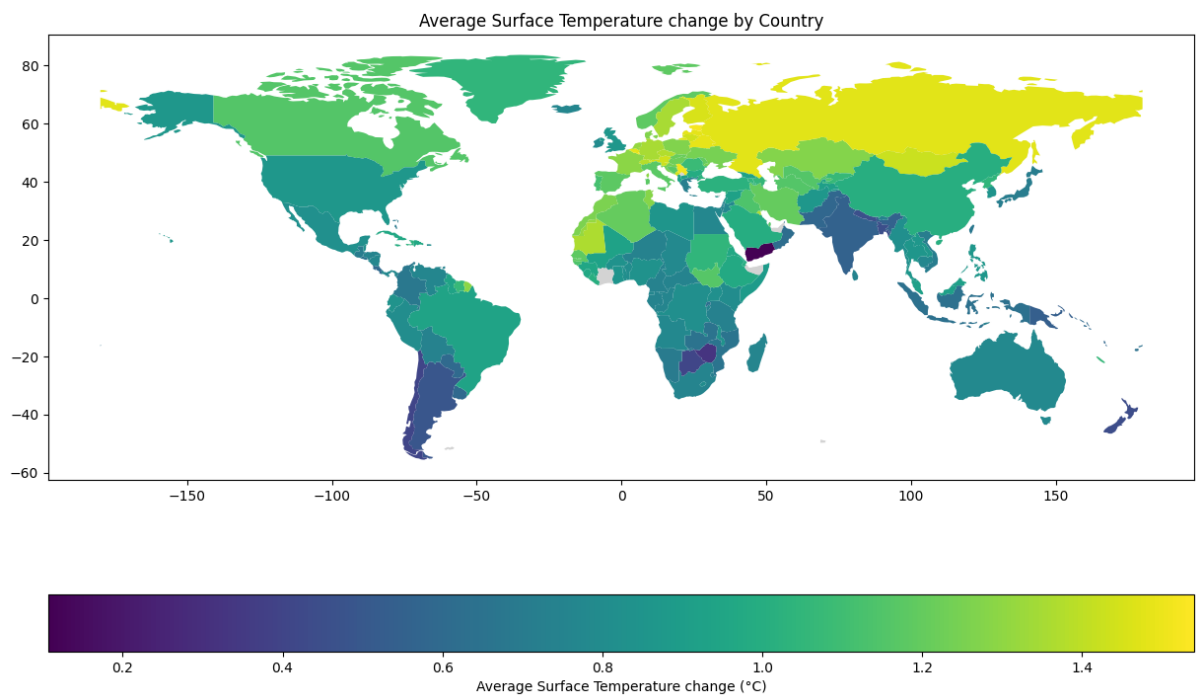 Average Surface Temperature change by Country
80
60
40
20
0
−20
−40
−60
−150 −100 −50 0 50 100 150
0.2 0.4 0.6 0.8 1.0 1.2 1.4
Average Surface Temperature change (°C)